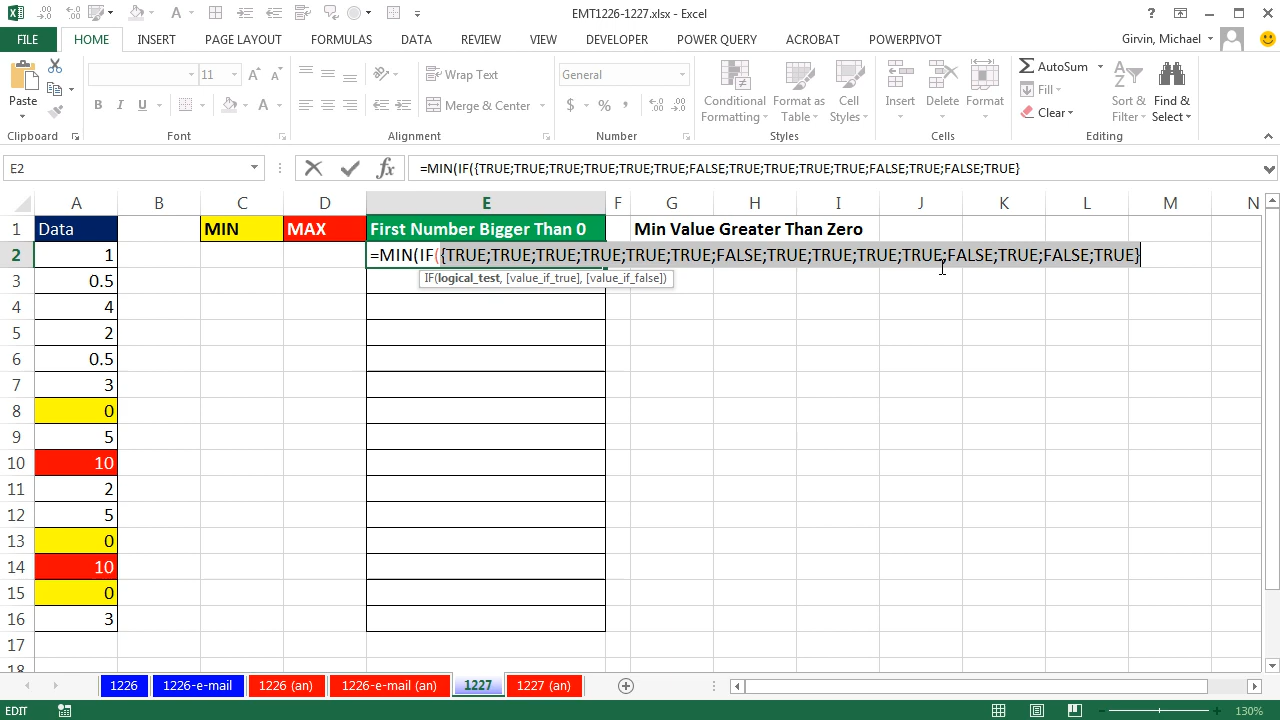 EMT1226-1227.xlsx - Excel
FILE HOME INSERT PAGE LAYOUT FORMULAS DATA REVIEW VIEW DEVELOPER POWER QUERY ACROBAT POWERPIVOT Girvin, Michael
11 Wrap Text General AutoSum
Paste B I U Merge & Center $ % Conditional Formatting Format as Table Cell Styles Insert Delete Format Fill Clear Sort & Filter Find & Select
Clipboard Font Alignment Number Styles Cells Editing
E2 fx =MIN(IF({TRUE;TRUE;TRUE;TRUE;TRUE;TRUE;FALSE;TRUE;TRUE;TRUE;TRUE;FALSE;TRUE;FALSE;TRUE}
A B C D E F G H I J K L M N
1 Data MIN MAX First Number Bigger Than 0 Min Value Greater Than Zero
2 1 =MIN(IF({TRUE;TRUE;TRUE;TRUE;TRUE;TRUE;FALSE;TRUE;TRUE;TRUE;TRUE;FALSE;TRUE;FALSE;TRUE}
IF(logical_test, [value_if_true], [value_if_false])
3 0.5
4 4
5 2
6 0.5
7 3
8 0
9 5
10 10
11 2
12 5
13 0
14 10
15 0
16 3
17
18
1226 1226-e-mail 1226 (an) 1226-e-mail (an) 1227 1227 (an)
EDIT 130%